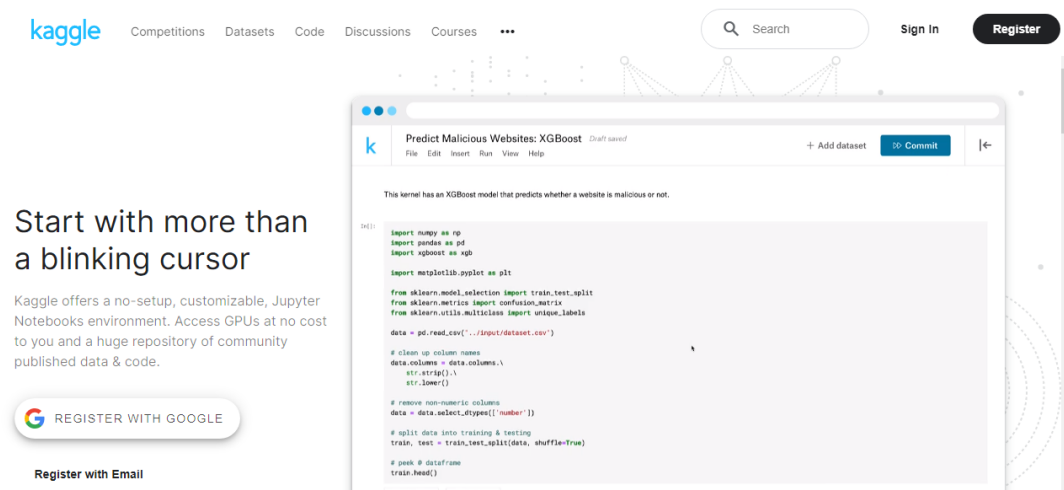 kaggle
Competitions Datasets Code Discussions Courses •••
Search
Sign In
Register
Start with more than
a blinking cursor
Kaggle offers a no-setup, customizable, Jupyter
Notebooks environment. Access GPUs at no cost
to you and a huge repository of community
published data & code.
REGISTER WITH GOOGLE
Register with Email
k
Predict Malicious Websites: XGBoost Draft saved
File Edit Insert Run View Help
+ Add dataset
Commit
This kernel has an XGBoost model that predicts whether a website is malicious or not.
In[]:
import numpy as np
import pandas as pd
import xgboost as xgb
import matplotlib.pyplot as plt
from sklearn.model_selection import train_test_split
from sklearn.metrics import confusion_matrix
from sklearn.utils.multiclass import unique_labels
data = pd.read_csv("../input/dataset.csv")
# clean up column names
data.columns = data.columns.\
str.strip().\
str.lower()
# remove non-numeric columns
data = data.select_dtypes(['number'])
# split data into training & testing
train, test = train_test_split(data, shuffle=True)
# peek @ dataframe
train.head()